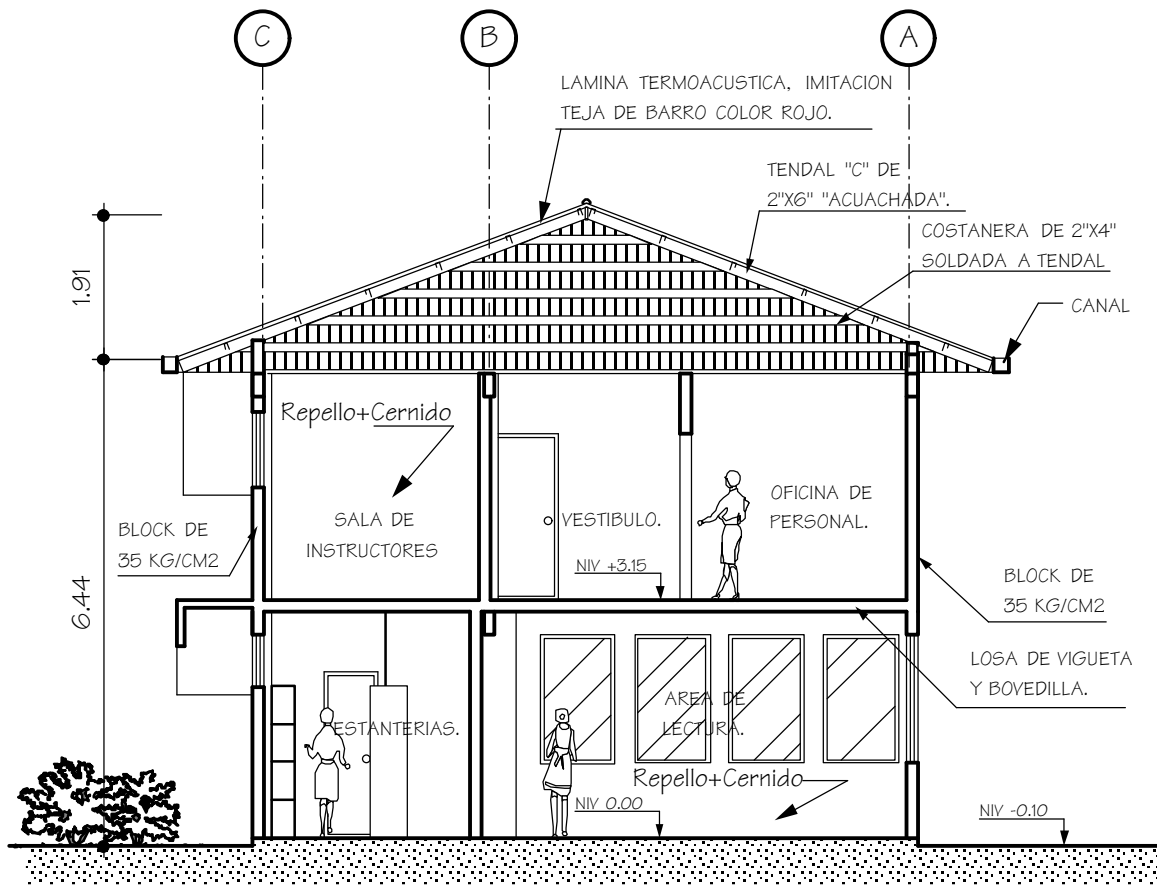 C
B
A
LAMINA TERMOACUSTICA, IMITACION
TEJA DE BARRO COLOR ROJO.
TENDAL "C" DE
2"X6" "ACUACHADA".
COSTANERA DE 2"X4"
SOLDADA A TENDAL
CANAL
1.91
6.44
Repello+Cernido
SALA DE
INSTRUCTORES
VESTIBULO.
OFICINA DE
PERSONAL.
BLOCK DE
35 KG/CM2
NIV +3.15
BLOCK DE
35 KG/CM2
LOSA DE VIGUETA
Y BOVEDILLA.
ESTANTERIAS.
AREA DE
LECTURA.
Repello+Cernido
NIV 0.00
NIV -0.10